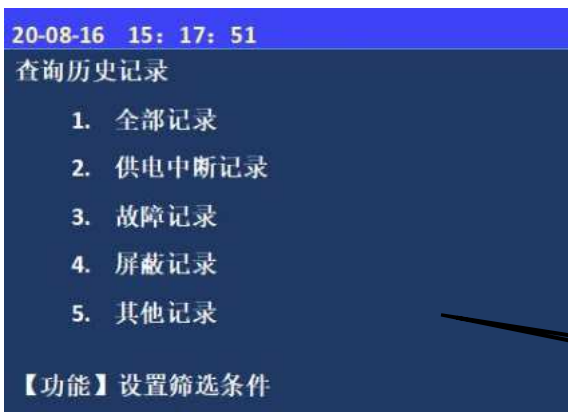 20-08-16 15：17：51
查询历史记录
1. 全部记录
2. 供电中断记录
3. 故障记录
4. 屏蔽记录
5. 其他记录
【功能】设置筛选条件